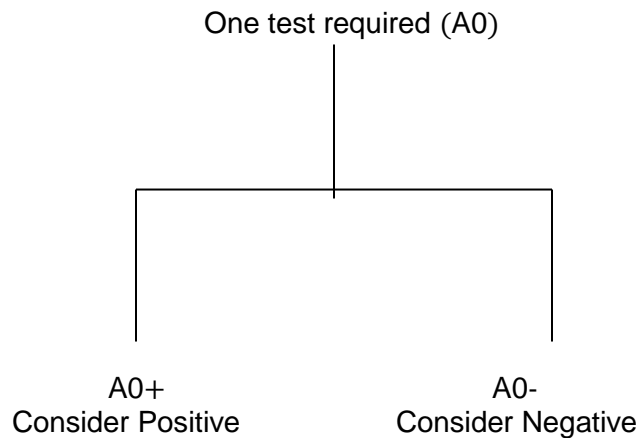 One test required (A0)
A0+
Consider Positive
A0-
Consider Negative